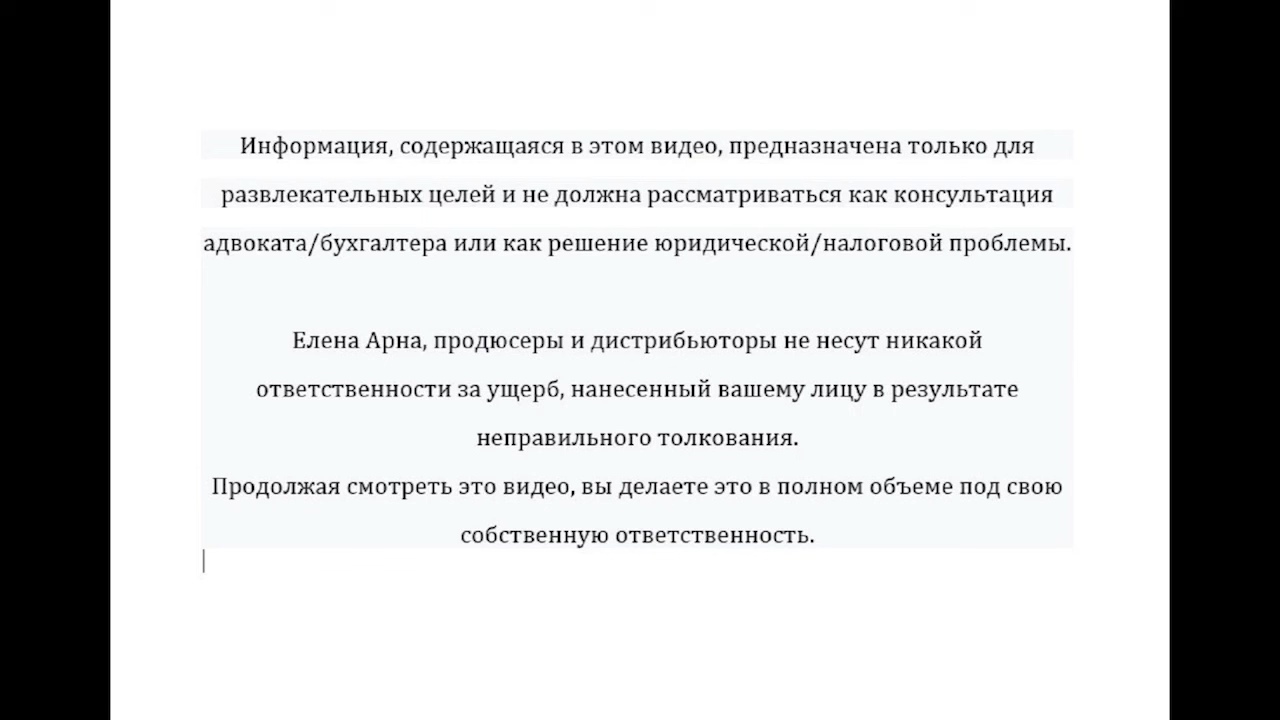 Информация, содержащаяся в этом видео, предназначена только для
развлекательных целей и не должна рассматриваться как консультация
адвоката/бухгалтера или как решение юридической/налоговой проблемы.
Елена Арна, продюсеры и дистрибьюторы не несут никакой
ответственности за ущерб, нанесенный вашему лицу в результате
неправильного толкования.
Продолжая смотреть это видео, вы делаете это в полном объеме под свою
собственную ответственность.